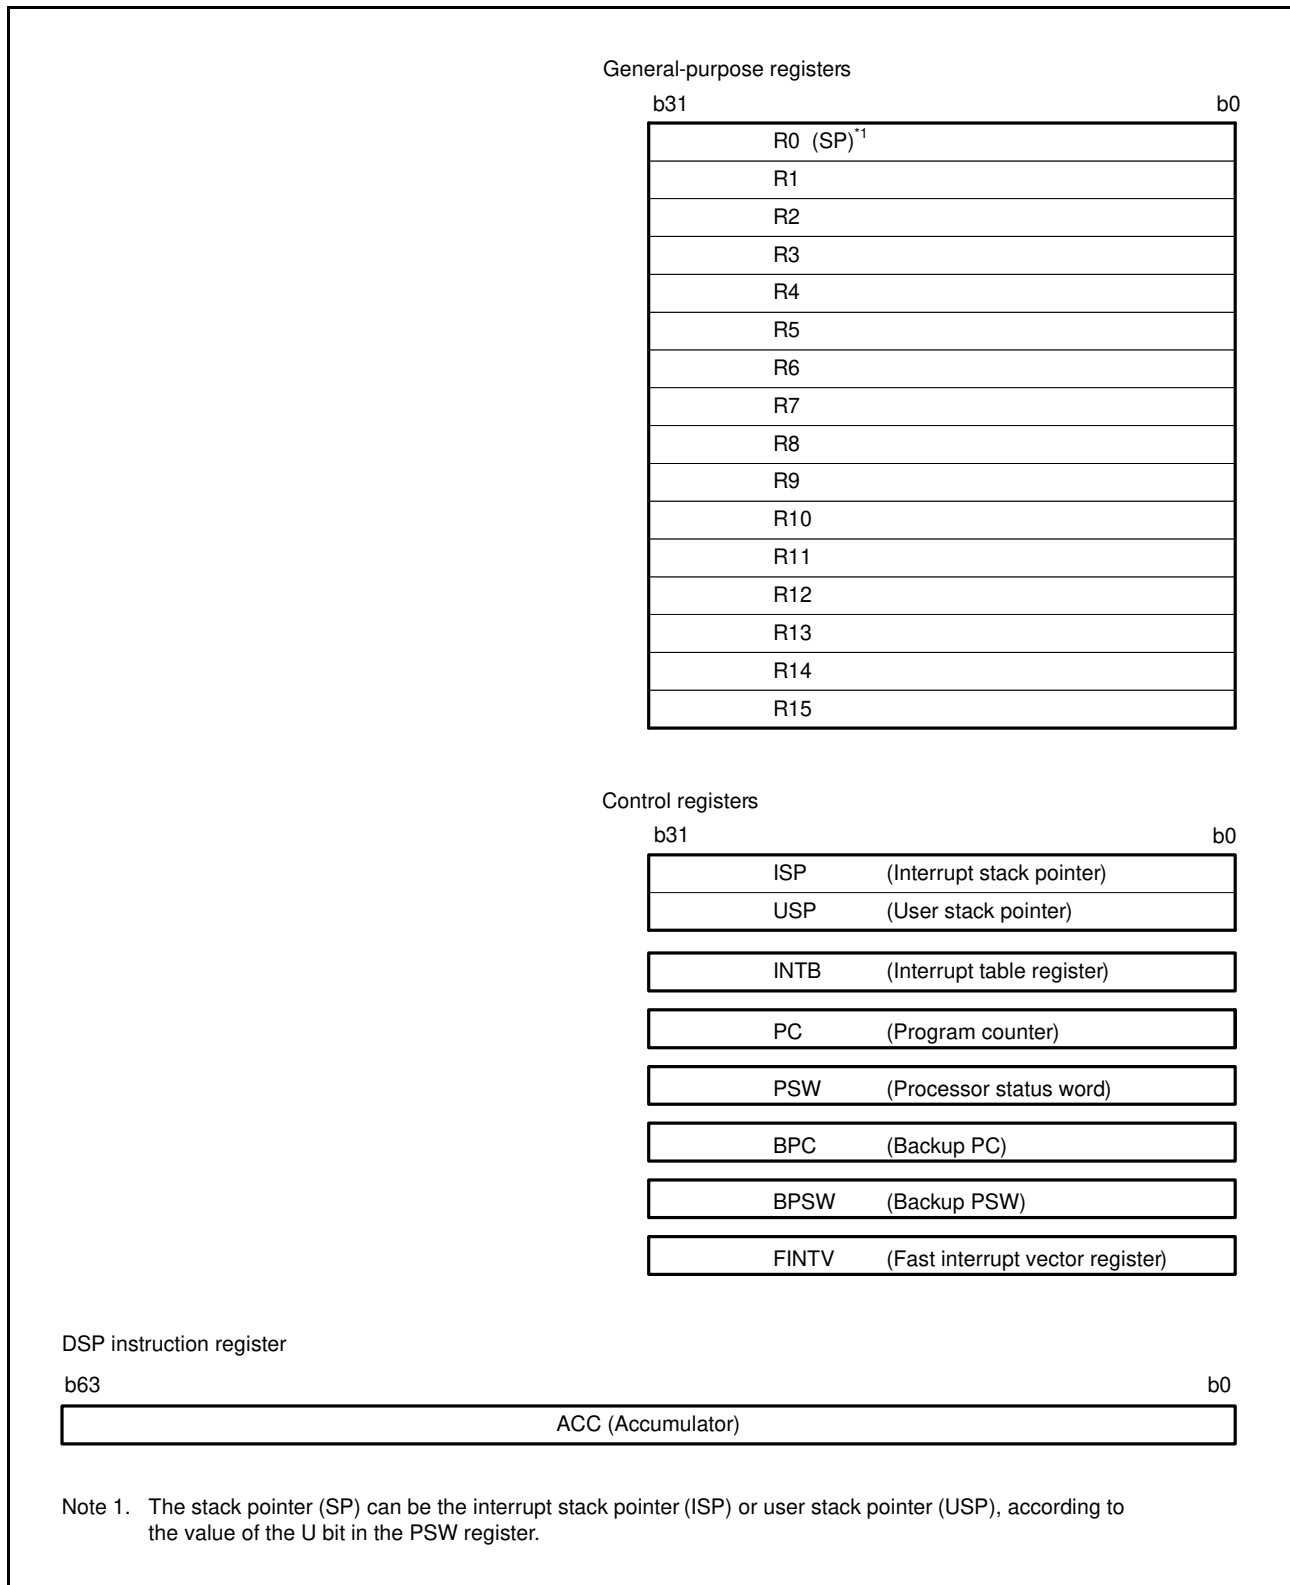 General-purpose registers
b31 b0
R0 (SP)*1
R1
R2
R3
R4
R5
R6
R7
R8
R9
R10
R11
R12
R13
R14
R15
Control registers
b31 b0
ISP (Interrupt stack pointer)
USP (User stack pointer)
INTB (Interrupt table register)
PC (Program counter)
PSW (Processor status word)
BPC (Backup PC)
BPSW (Backup PSW)
FINTV (Fast interrupt vector register)
DSP instruction register
b63 b0
ACC (Accumulator)
Note 1. The stack pointer (SP) can be the interrupt stack pointer (ISP) or user stack pointer (USP), according to
the value of the U bit in the PSW register.